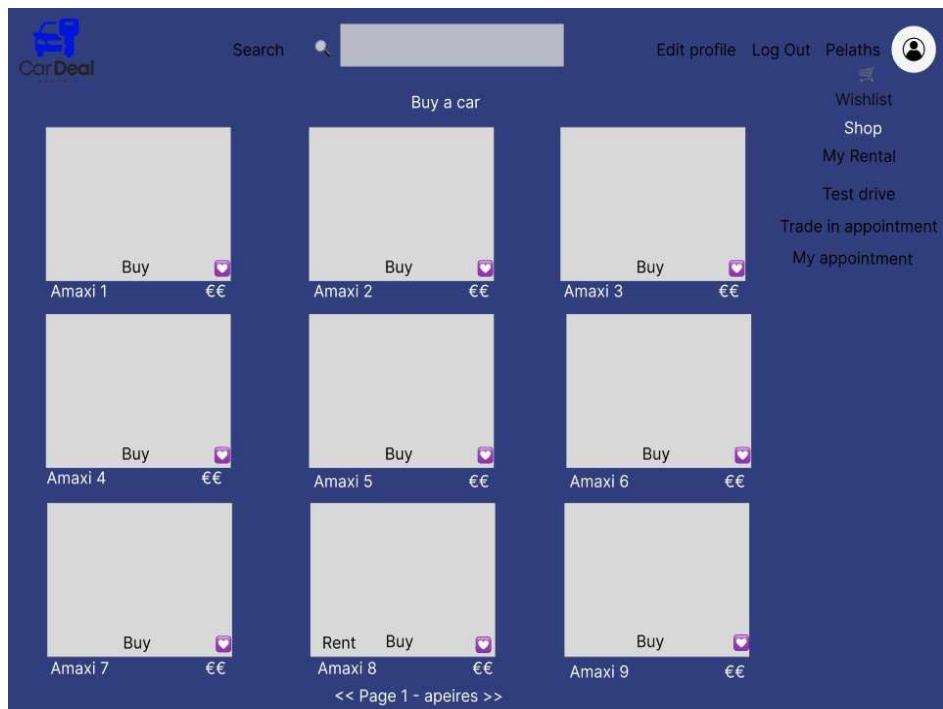 CarDeal
Search
Edit profile Log Out Pelaths
Wishlist
Buy a car
Shop
My Rental
Test drive
Trade in appointment
My appointment
Buy Buy Buy
Amaxi 1 €€ Amaxi 2 €€ Amaxi 3 €€
Buy Buy Buy
Amaxi 4 €€ Amaxi 5 €€ Amaxi 6 €€
Buy Rent Buy Buy
Amaxi 7 €€ Amaxi 8 €€ Amaxi 9 €€
<< Page 1 - apeires >>